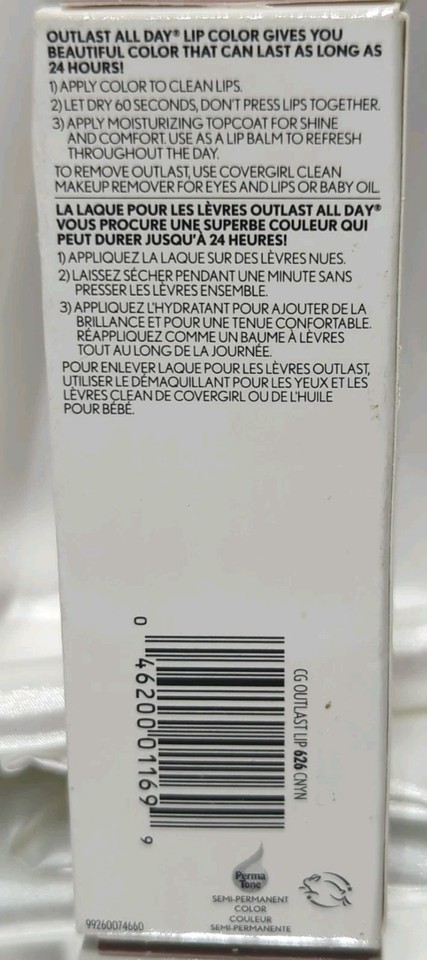 OUTLAST ALL DAY® LIP COLOR GIVES YOU
BEAUTIFUL COLOR THAT CAN LAST AS LONG AS
24 HOURS!
1) APPLY COLOR TO CLEAN LIPS.
2) LET DRY 60 SECONDS, DON'T PRESS LIPS TOGETHER.
3) APPLY MOISTURIZING TOPCOAT FOR SHINE
AND COMFORT. USE AS A LIP BALM TO REFRESH
THROUGHOUT THE DAY.
TO REMOVE OUTLAST, USE COVERGIRL CLEAN
MAKEUP REMOVER FOR EYES AND LIPS OR BABY OIL.
LA LAQUE POUR LES LÈVRES OUTLAST ALL DAY®
VOUS PROCURE UNE SUPERBE COULEUR QUI
PEUT DURER JUSQU'À 24 HEURES!
1) APPLIQUEZ LA LAQUE SUR DES LÈVRES NUES.
2) LAISSEZ SÉCHER PENDANT UNE MINUTE SANS
PRESSER LES LÈVRES ENSEMBLE.
3) APPLIQUEZ L'HYDRATANT POUR AJOUTER DE LA
BRILLANCE ET POUR UNE TENUE CONFORTABLE.
RÉAPPLIQUEZ COMME UN BAUME À LÈVRES
TOUT AU LONG DE LA JOURNÉE.
POUR ENLEVER LAQUE POUR LES LÈVRES OUTLAST,
UTILISER LE DÉMAQUILLANT POUR LES YEUX ET LES
LÈVRES CLEAN DE COVERGIRL OU DE L'HUILE
POUR BÉBÉ.
CG OUTLAST LIP 626 CNYN
0 46200 01169 9
Perma
Tone
SEMI-PERMANENT
COLOR
COULEUR
SEMI-PERMANENTE
99260074660